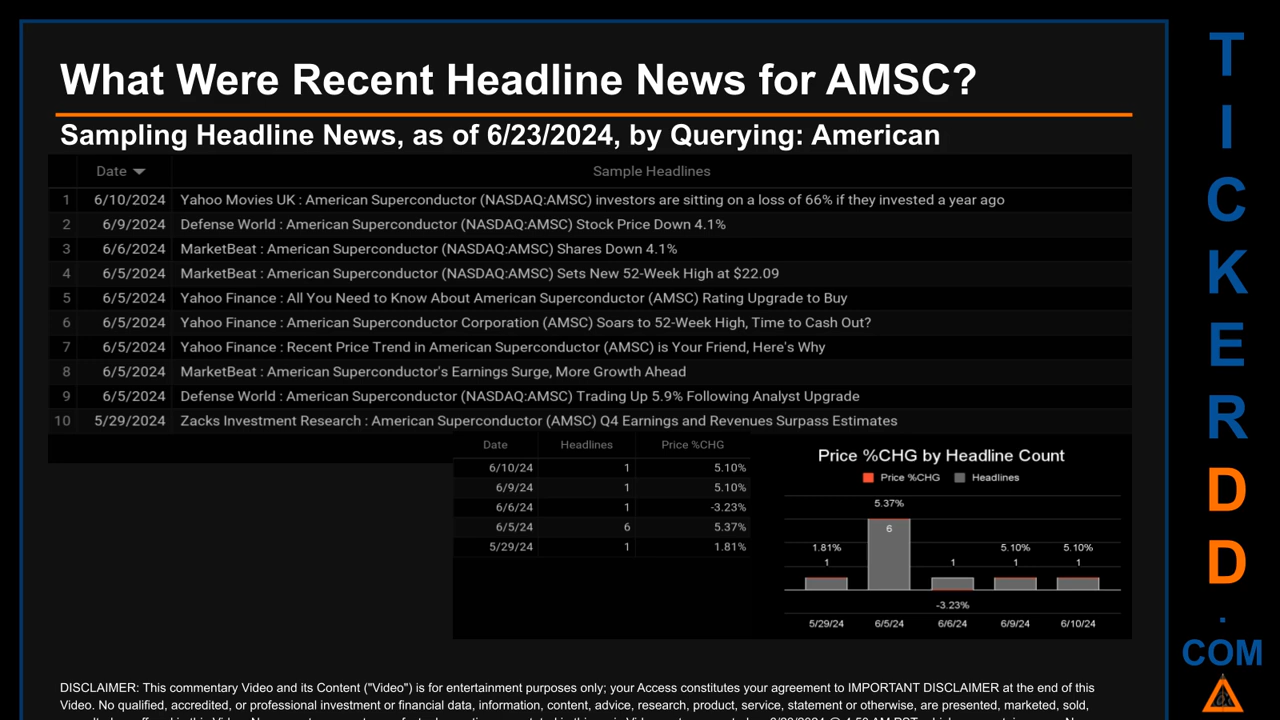 What Were Recent Headline News for AMSC?
Sampling Headline News, as of 6/23/2024, by Querying: American
Date Sample Headlines
1 6/10/2024 Yahoo Movies UK : American Superconductor (NASDAQ:AMSC) investors are sitting on a loss of 66% if they invested a year ago
2 6/9/2024 Defense World : American Superconductor (NASDAQ:AMSC) Stock Price Down 4.1%
3 6/6/2024 MarketBeat : American Superconductor (NASDAQ:AMSC) Shares Down 4.1%
4 6/5/2024 MarketBeat : American Superconductor (NASDAQ:AMSC) Sets New 52-Week High at $22.09
5 6/5/2024 Yahoo Finance : All You Need to Know About American Superconductor (AMSC) Rating Upgrade to Buy
6 6/5/2024 Yahoo Finance : American Superconductor Corporation (AMSC) Soars to 52-Week High, Time to Cash Out?
7 6/5/2024 Yahoo Finance : Recent Price Trend in American Superconductor (AMSC) is Your Friend, Here's Why
8 6/5/2024 MarketBeat : American Superconductor's Earnings Surge, More Growth Ahead
9 6/5/2024 Defense World : American Superconductor (NASDAQ:AMSC) Trading Up 5.9% Following Analyst Upgrade
10 5/29/2024 Zacks Investment Research : American Superconductor (AMSC) Q4 Earnings and Revenues Surpass Estimates
Date Headlines Price %CHG
6/10/24 1 5.10%
6/9/24 1 5.10%
6/6/24 1 -3.23%
6/5/24 6 5.37%
5/29/24 1 1.81%
Price %CHG by Headline Count
Price %CHG Headlines
5.37%
6
1.81% 5.10% 5.10%
1 1 1 1
-3.23%
5/29/24 6/5/24 6/6/24 6/9/24 6/10/24
DISCLAIMER: This commentary Video and its Content ("Video") is for entertainment purposes only; your Access constitutes your agreement to IMPORTANT DISCLAIMER at the end of this
Video. No qualified, accredited, or professional investment or financial data, information, content, advice, research, product, service, statement or otherwise, are presented, marketed, sold,
T
I
C
K
E
R
D
D
.
COM